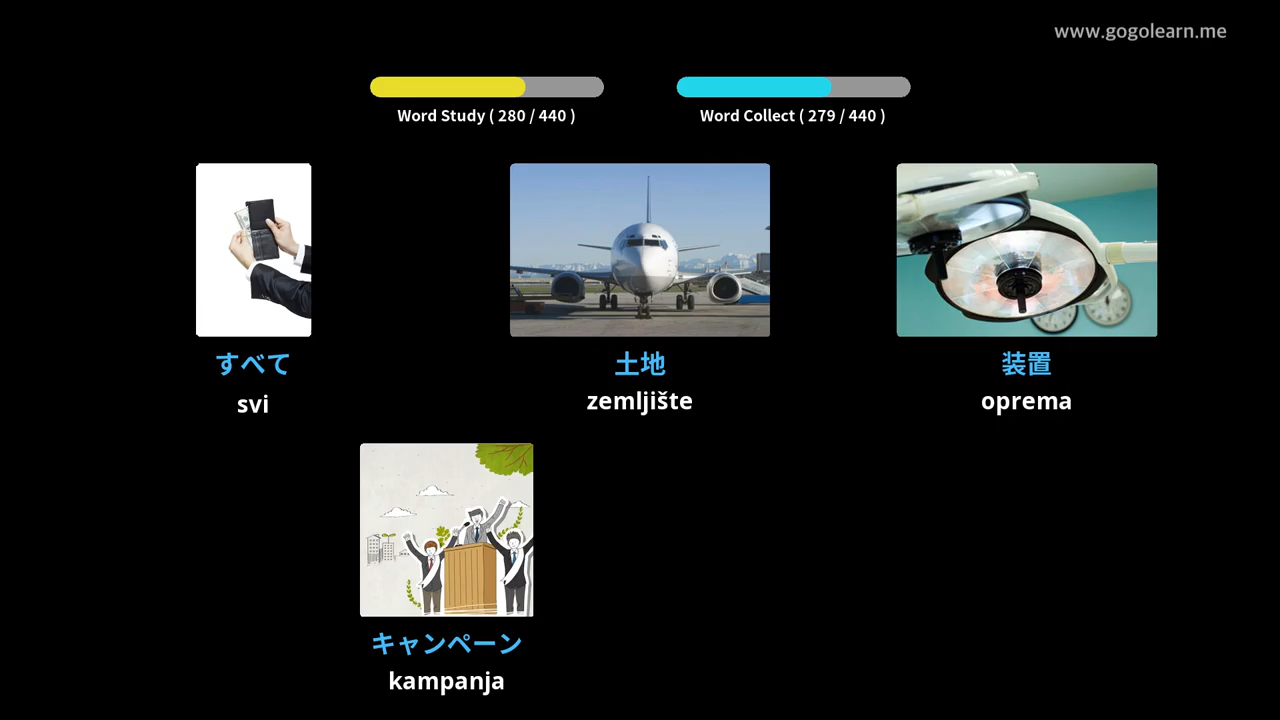 www.gogolearn.me
Word Study ( 280 / 440 )
Word Collect ( 279 / 440 )
すべて
svi
土地
zemljište
装置
oprema
キャンペーン
kampanja